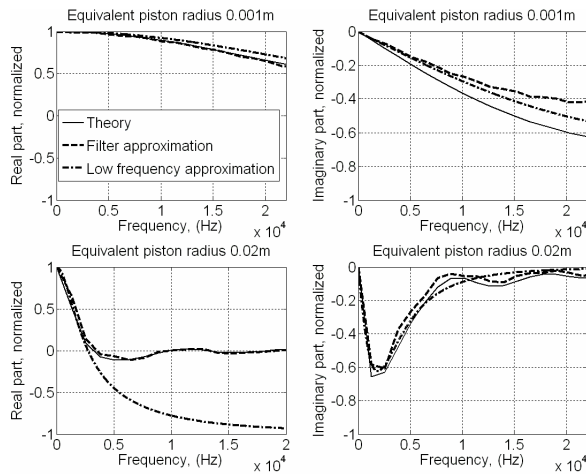 Equivalent piston radius 0.001m
Real part, normalized
1
0.5
0
-0.5
-1
Theory
Filter approximation
Low frequency approximation
0 0.5 1 1.5 2
Frequency, (Hz)
x 10^4
Equivalent piston radius 0.001m
Imaginary part, normalized
0
-0.2
-0.4
-0.6
-0.8
-1
0 0.5 1 1.5 2
Frequency, (Hz)
x 10^4
Equivalent piston radius 0.02m
Real part, normalized
1
0.5
0
-0.5
-1
0 0.5 1 1.5 2
Frequency, (Hz)
x 10^4
Equivalent piston radius 0.02m
Imaginary part, normalized
0
-0.2
-0.4
-0.6
-0.8
-1
0 0.5 1 1.5 2
Frequency, (Hz)
x 10^4